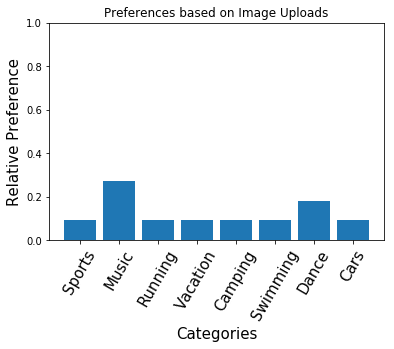 Preferences based on Image Uploads
Relative Preference
1.0
0.8
0.6
0.4
0.2
0.0
Sports
Music
Running
Vacation
Camping
Swimming
Dance
Cars
Categories